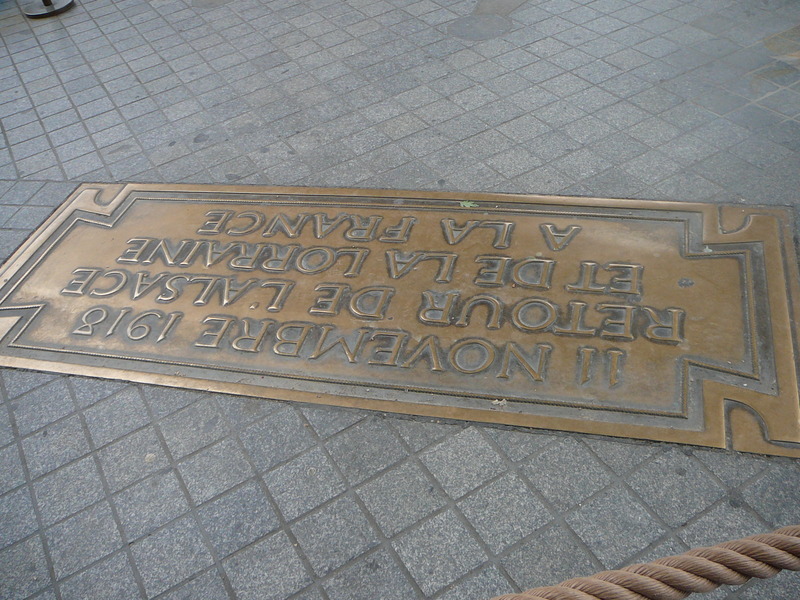 11 NOVEMBRE 1918
RETOUR DE L'ALSACE
ET DE LA LORRAINE
A LA FRANCE